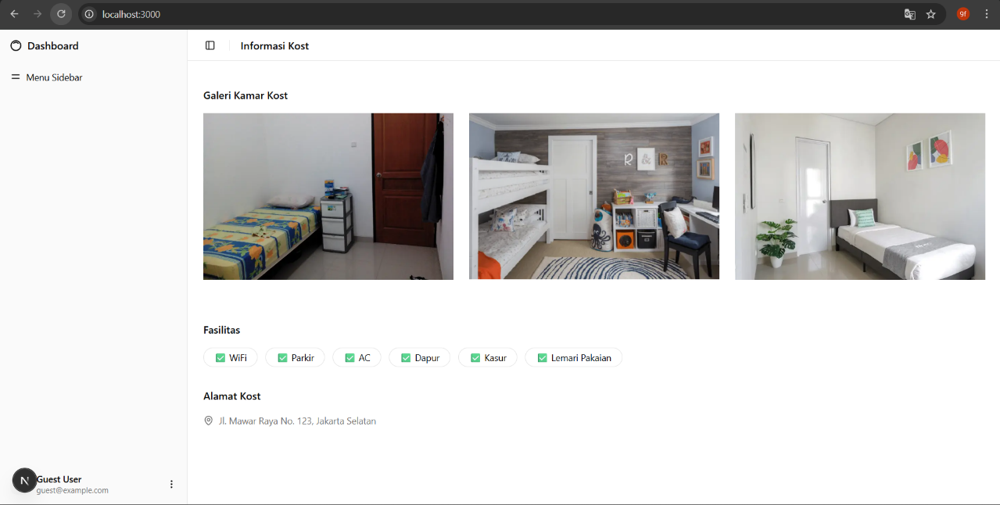 localhost:3000
9f
Dashboard
Informasi Kost
Menu Sidebar
Galeri Kamar Kost
R & R
Fasilitas
WiFi
Parkir
AC
Dapur
Kasur
Lemari Pakaian
Alamat Kost
Jl. Mawar Raya No. 123, Jakarta Selatan
N
Guest User
guest@example.com